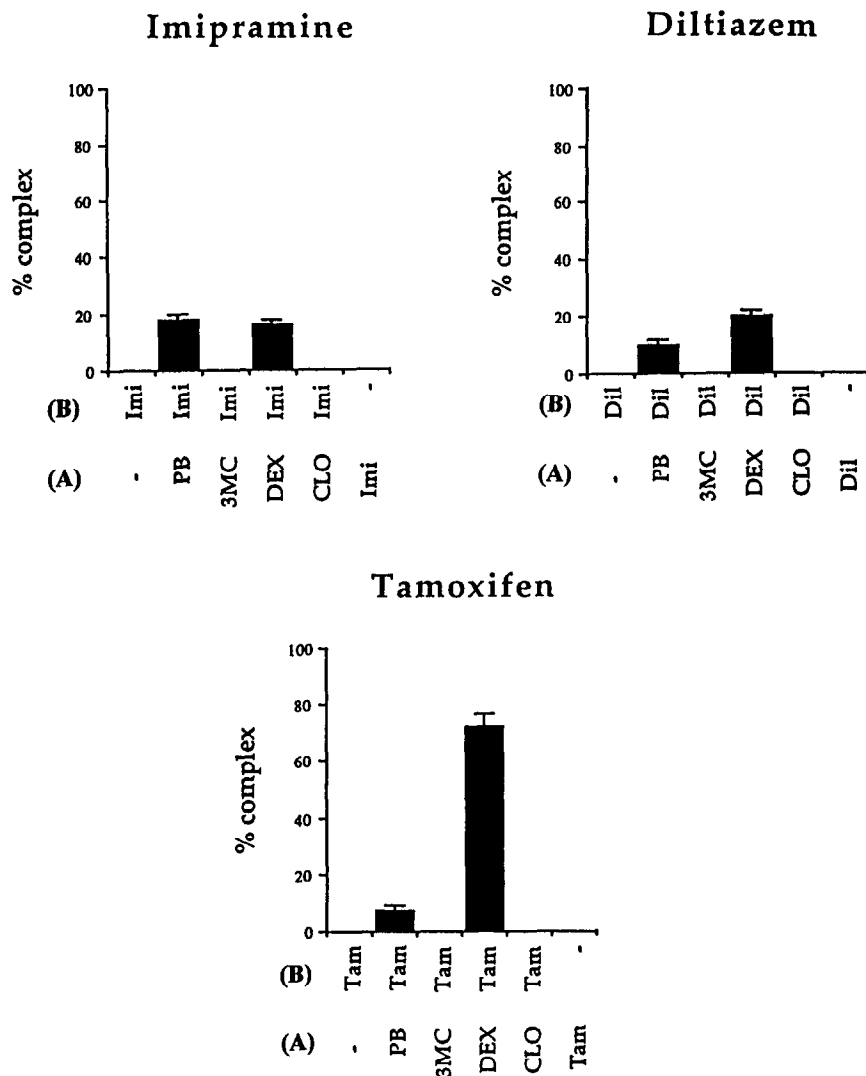 Imipramine
100
80
60
40
20
0
% complex
(B) Imi Imi Imi Imi Imi -
(A) - PB 3MC DEX CLO Imi
Diltiazem
100
80
60
40
20
0
% complex
(B) Dil Dil Dil Dil Dil -
(A) - PB 3MC DEX CLO Dil
Tamoxifen
100
80
60
40
20
0
% complex
(B) Tam Tam Tam Tam Tam -
(A) - PB 3MC DEX CLO Tam